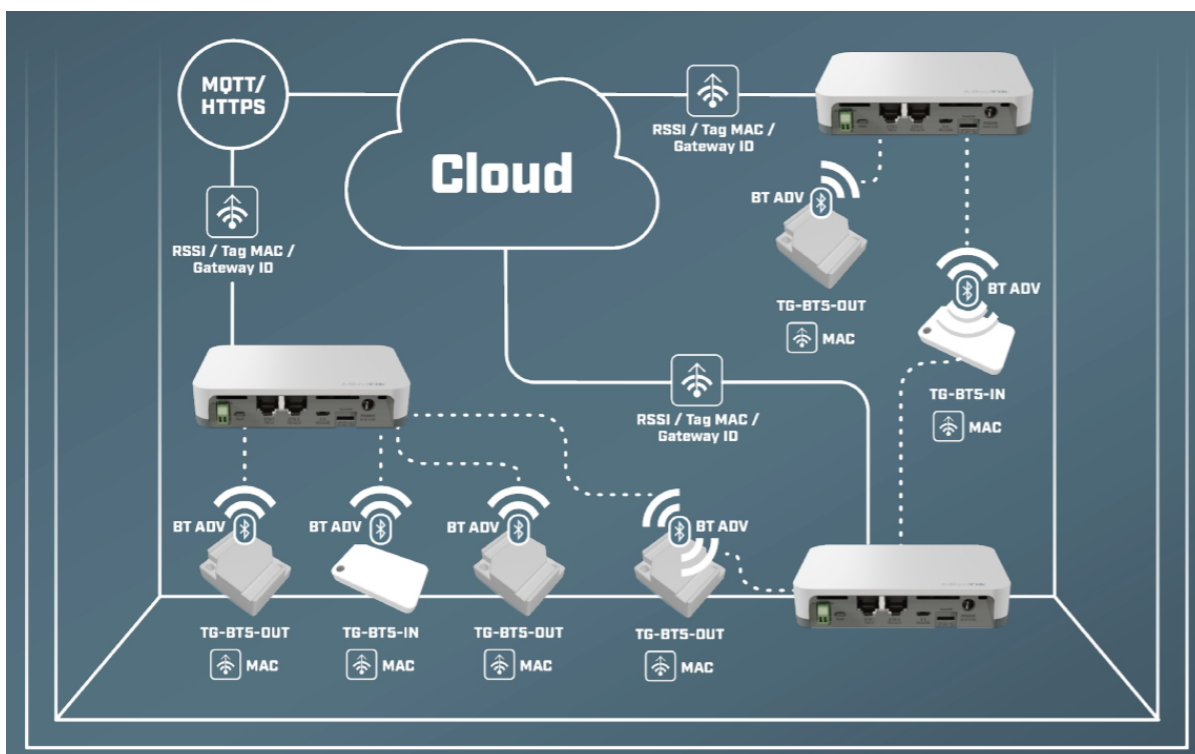 MQTT/
HTTPS
Cloud
RSSI / Tag MAC /
Gateway ID
BT ADV
TG-BT5-OUT
MAC
BT ADV
TG-BT5-IN
MAC
RSSI / Tag MAC /
Gateway ID
RSSI / Tag MAC /
Gateway ID
BT ADV
TG-BT5-OUT
MAC
BT ADV
TG-BT5-IN
MAC
BT ADV
TG-BT5-OUT
MAC
BT ADV
TG-BT5-OUT
MAC